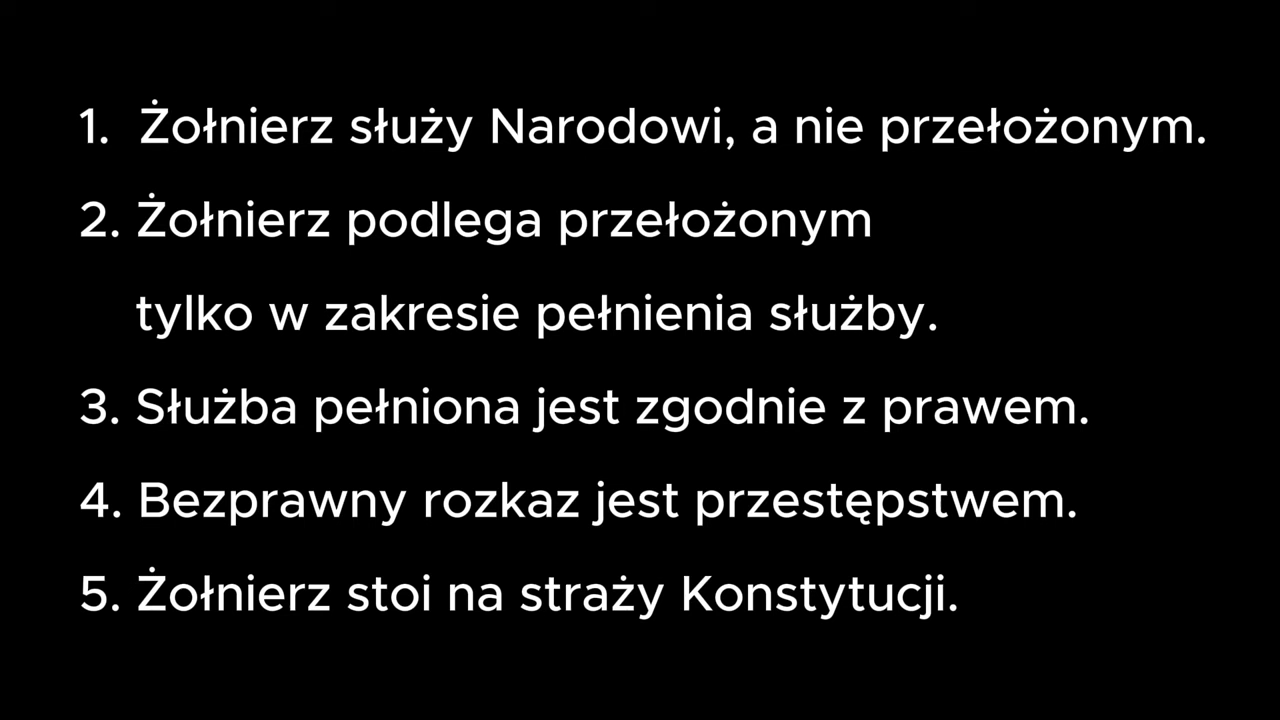 1. Żołnierz służy Narodowi, a nie przełożonym.
2. Żołnierz podlega przełożonym
tylko w zakresie pełnienia służby.
3. Służba pełniona jest zgodnie z prawem.
4. Bezprawny rozkaz jest przestępstwem.
5. Żołnierz stoi na straży Konstytucji.